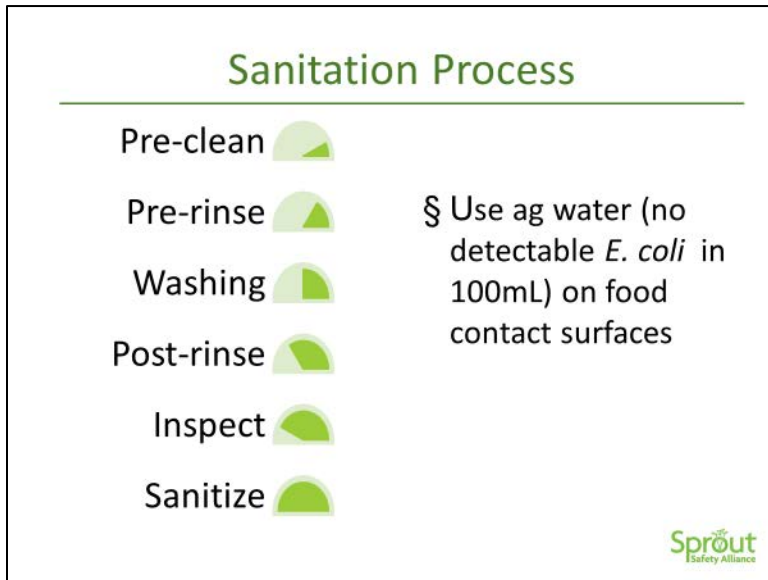 Sanitation Process
Pre-clean
Pre-rinse
Washing
Post-rinse
Inspect
Sanitize
§ Use ag water (no
detectable E. coli in
100mL) on food
contact surfaces
Sprout
Safety Alliance